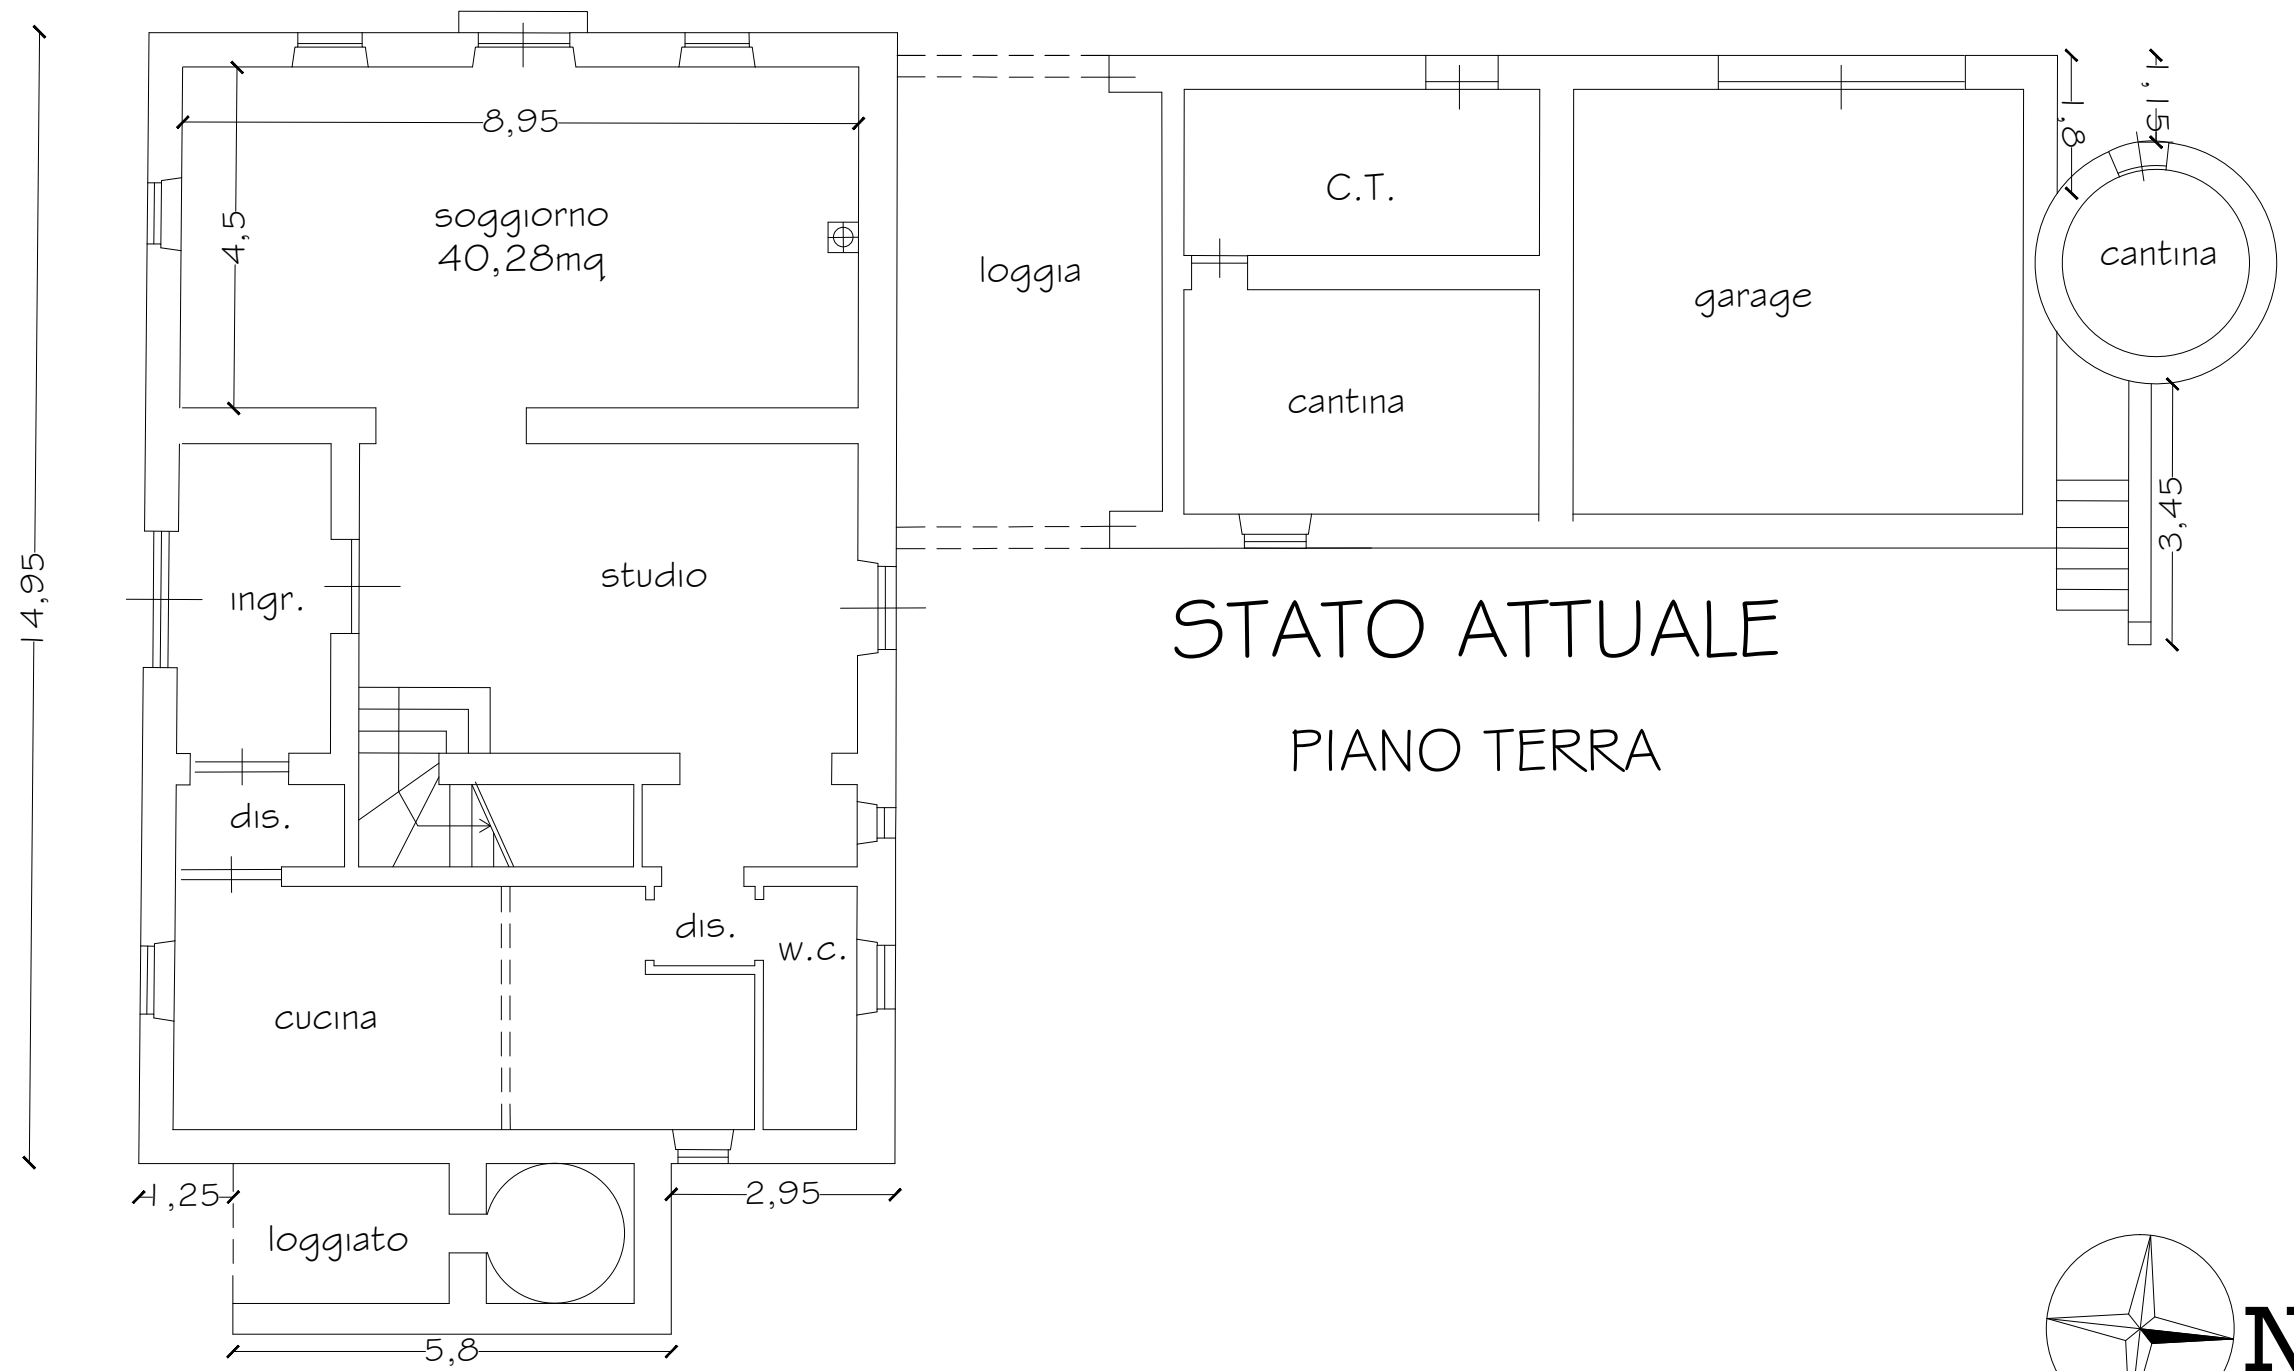 8,95
4,5
soggiorno
40,28mq
14,95
ingr.
studio
dis.
dis.
w.c.
cucina
1,25
2,95
loggiato
5,8
loggia
C.T.
cantina
garage
1,8
1,15
cantina
3,45
STATO ATTUALE
PIANO TERRA
N